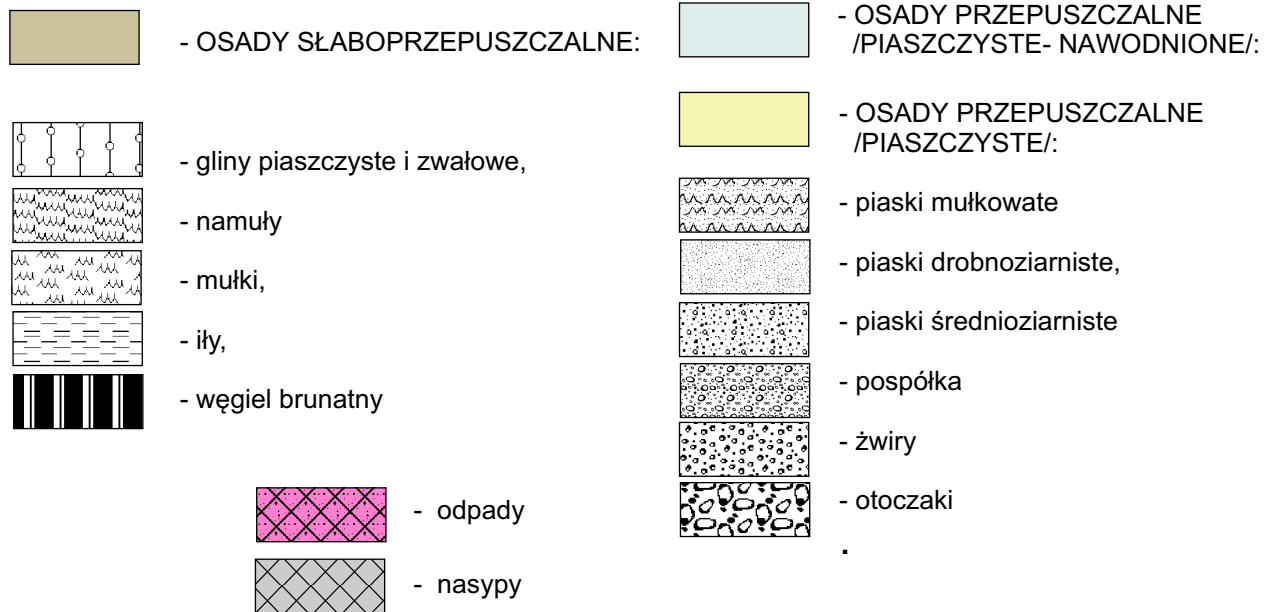 - OSADY SŁABOPRZEPUSZCZALNE:
- gliny piaszczyste i zwałowe,
- namuły
- mułki,
- iły,
- węgiel brunatny
- odpady
- nasypy
- OSADY PRZEPUSZCZALNE
/PIASZCZYSTE- NAWODNIONE/:
- OSADY PRZEPUSZCZALNE
/PIASZCZYSTE/:
- piaski mułkowate
- piaski drobnoziarniste,
- piaski średnioziarniste
- pospółka
- żwiry
- otoczaki
.